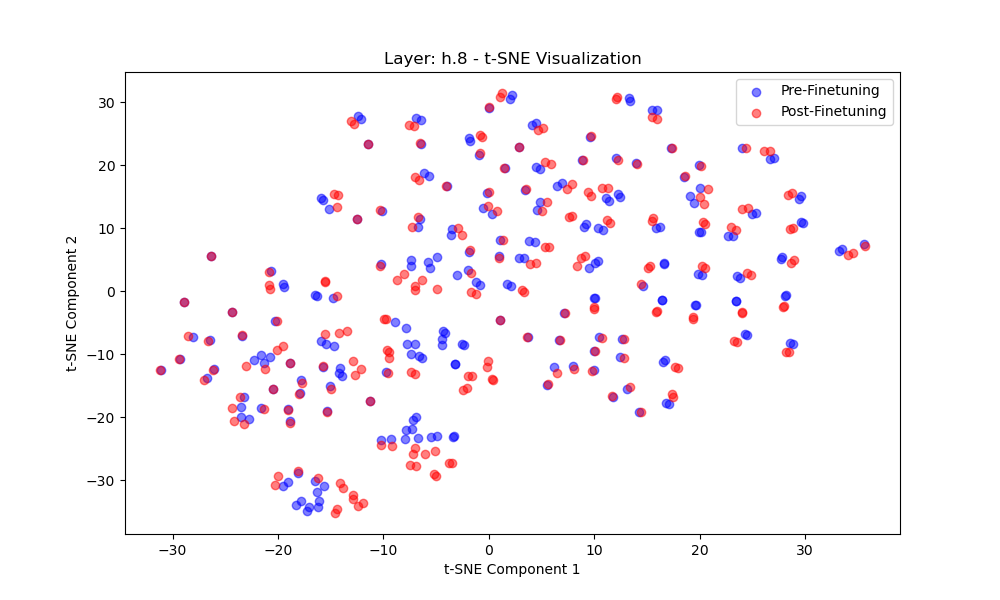 Layer: h.8 - t-SNE Visualization
Pre-Finetuning
Post-Finetuning
t-SNE Component 2
30
20
10
0
−10
−20
−30
−30
−20
−10
0
10
20
30
t-SNE Component 1